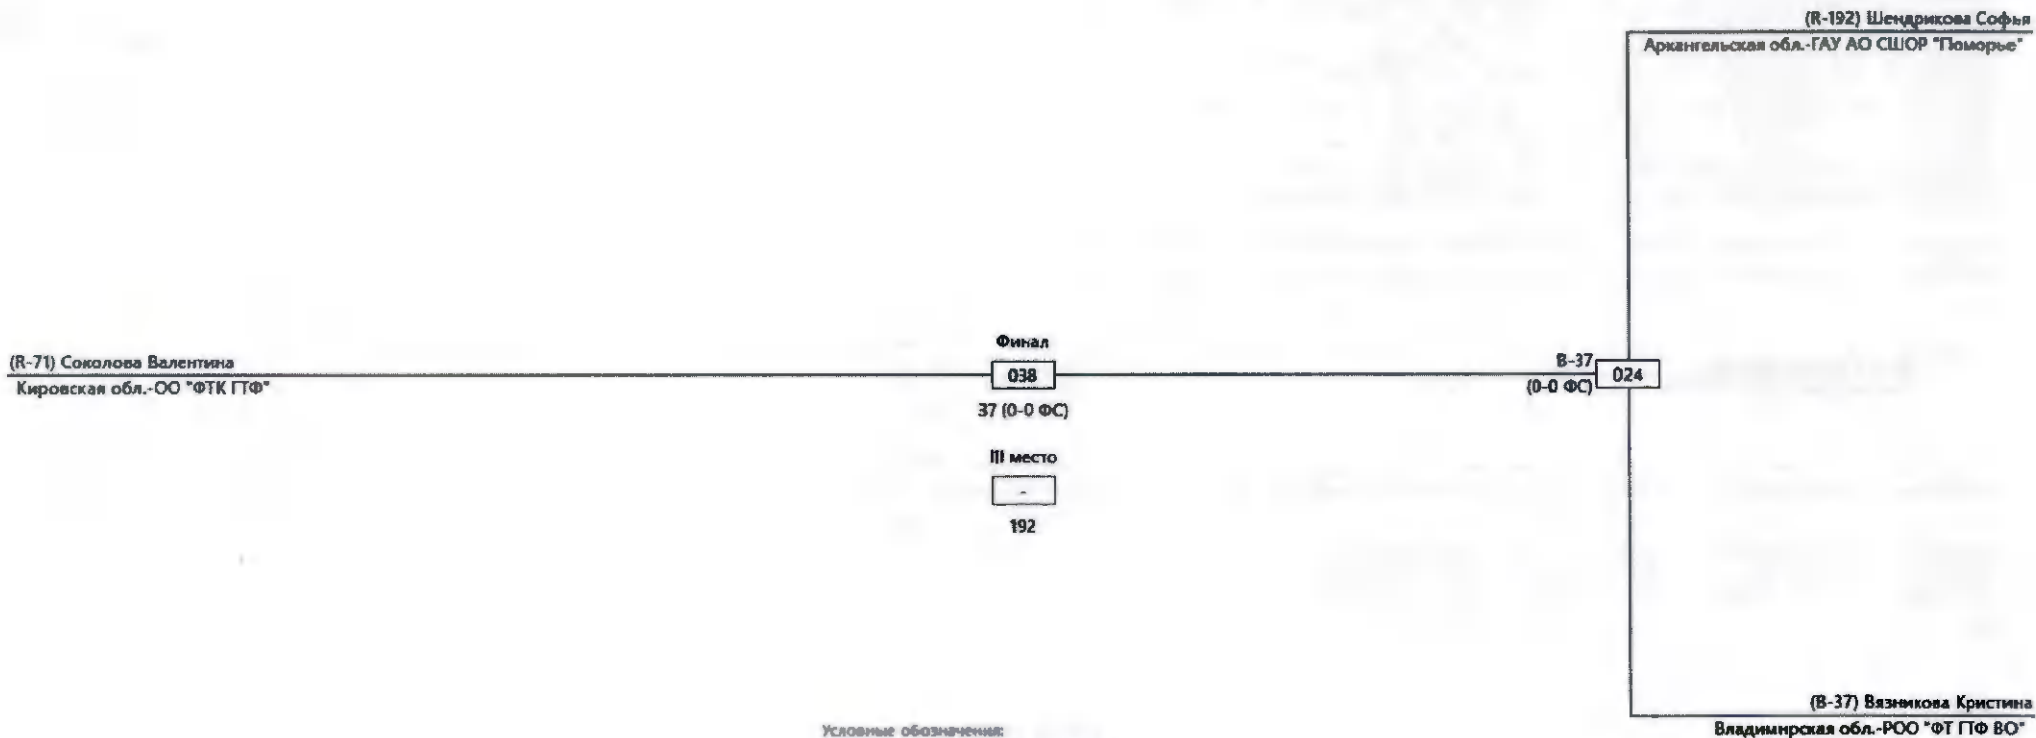 (R-192) Шендрикова Софья
Аркангельская обл.-ГАУ АО СШОР "Поморье"
Финал
(R-71) Соколова Валентина
038
B-37
024
Кировская обл.-ОО "ФТК ГТФ"
(0-0 ФС)
37 (0-0 ФС)
III место
-
192
(B-37) Вязникова Кристина
Владимирская обл.-РОО "ФТ ГТФ ВО"
Условные обозначения: